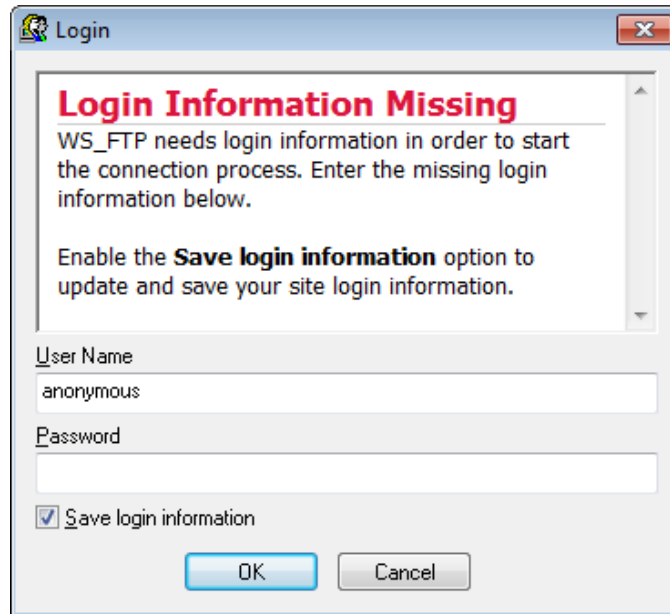 Login
Login Information Missing
WS_FTP needs login information in order to start
the connection process. Enter the missing login
information below.
Enable the Save login information option to
update and save your site login information.
User Name
anonymous
Password
Save login information
OK Cancel